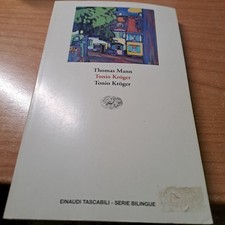 Thomas Mann
Tonio Kröger
Tonio Kröger
EINAUDI TASCABILI - SERIE BILINGUE